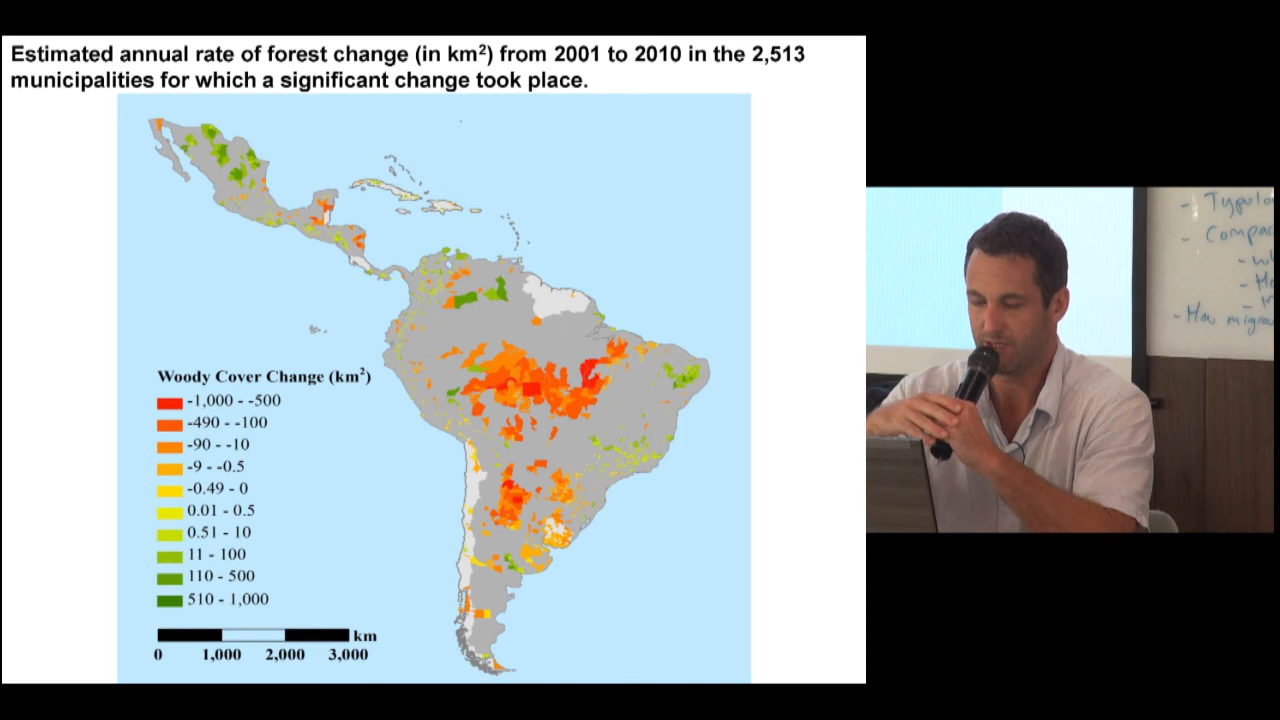 Estimated annual rate of forest change (in km²) from 2001 to 2010 in the 2,513
municipalities for which a significant change took place.
Woody Cover Change (km²)
-1,000 - -500
-490 - -100
-90 - -10
-9 - -0.5
-0.49 - 0
0.01 - 0.5
0.51 - 10
11 - 100
110 - 500
510 - 1,000
km
0 1,000 2,000 3,000
- Typolo
- Compa
- How migra